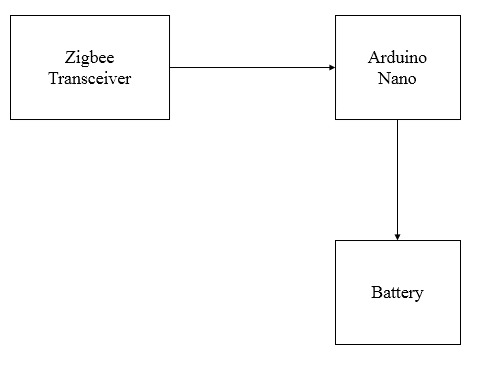 Zigbee
Transceiver
Arduino
Nano
Battery